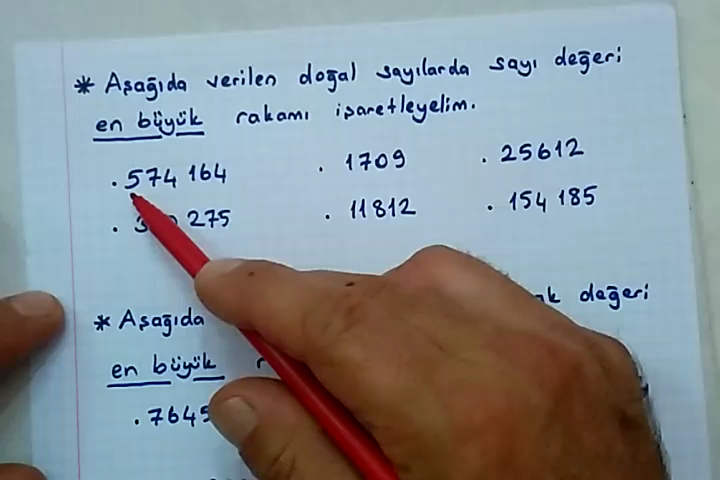 * Aşağıda verilen doğal sayılarda sayı değeri
en büyük rakamı işaretleyelim.
. 574 164 . 1709 . 25612
. 275 . 11812 . 154 185
* Aşağıda değeri
en büyük
. 7645